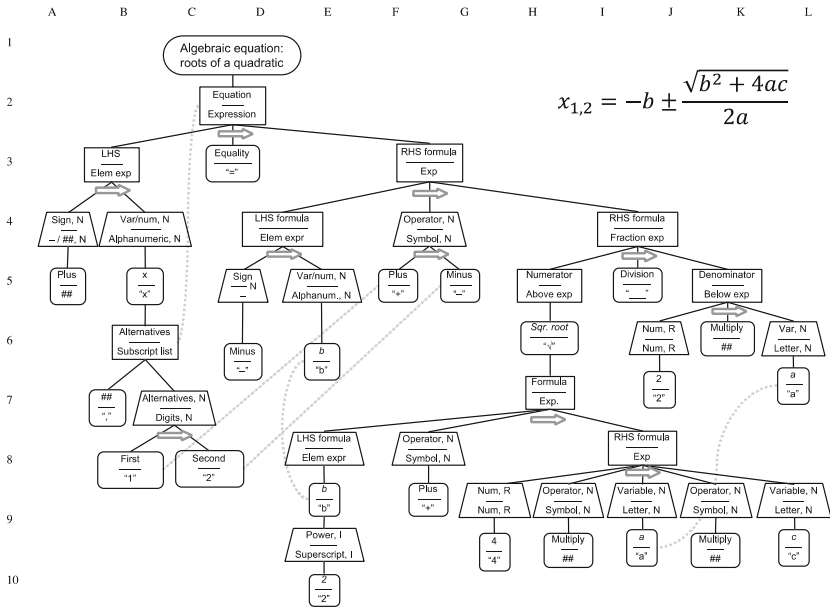 A B C D E F G H I J K L
1
Algebraic equation:
roots of a quadratic
2
Equation
Expression
x₁,₂ = −b ± √(b² + 4ac) / 2a
3
LHS
Elem exp
Equality
"="
RHS formula
Exp
4
Sign, N
– / ##, N
Var/num, N
Alphanumeric, N
LHS formula
Elem expr
Operator, N
Symbol, N
RHS formula
Fraction exp
5
Plus
##
x
"x"
Sign N
–
Var/num, N
Alphanum., N
Plus
"+"
Minus
"–"
Numerator
Above exp
Division
"__"
Denominator
Below exp
6
Alternatives
Subscript list
Minus
"–"
b
"b"
Sqr. root
"√"
Num, R
Num, R
Multiply
##
Var, N
Letter, N
7
##
","
Alternatives, N
Digits, N
Formula
Exp.
2
"2"
a
"a"
8
First
"1"
Second
"2"
LHS formula
Elem expr
Operator, N
Symbol, N
RHS formula
Exp
9
b
"b"
Plus
"+"
Num, R
Num, R
Operator, N
Symbol, N
Variable, N
Letter, N
Operator, N
Symbol, N
Variable, N
Letter, N
Power, I
Superscript, I
4
"4"
Multiply
##
a
"a"
Multiply
##
c
"c"
10
2
"2"